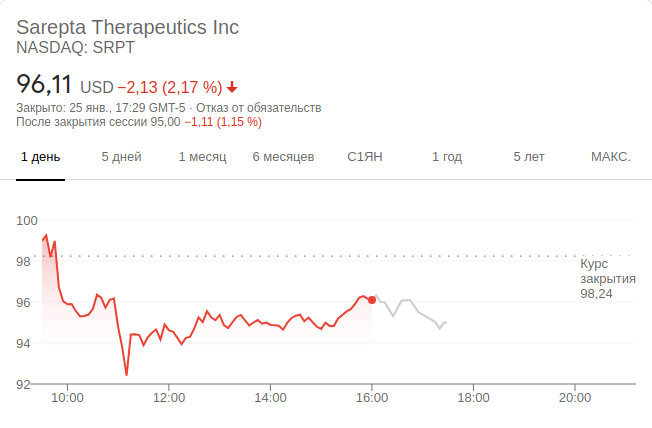 Sarepta Therapeutics Inc
NASDAQ: SRPT
96,11 USD −2,13 (2,17 %)
Закрыто: 25 янв., 17:29 GMT-5 · Отказ от обязательств
После закрытия сессии 95,00 −1,11 (1,15 %)
1 день 5 дней 1 месяц 6 месяцев С1ЯН 1 год 5 лет МАКС.
100
98
96
94
92
Курс
закрытия
98,24
10:00 12:00 14:00 16:00 18:00 20:00